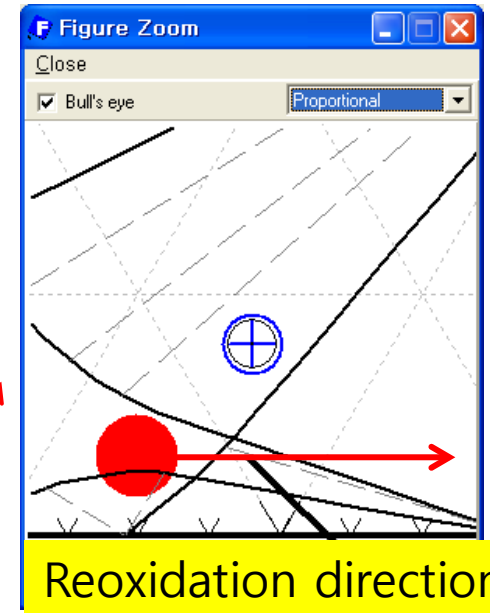 Figure Zoom
Close
Bull's eye Proportional
Reoxidation direction